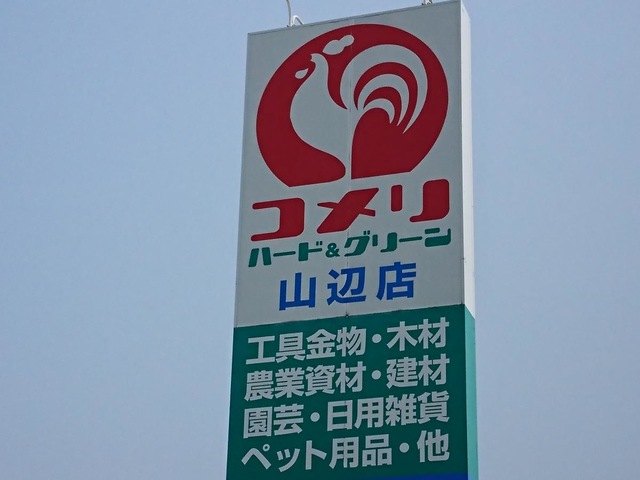 コメリ
ハード&グリーン
山辺店
工具金物・木材
農業資材・建材
園芸・日用雑貨
ペット用品・他